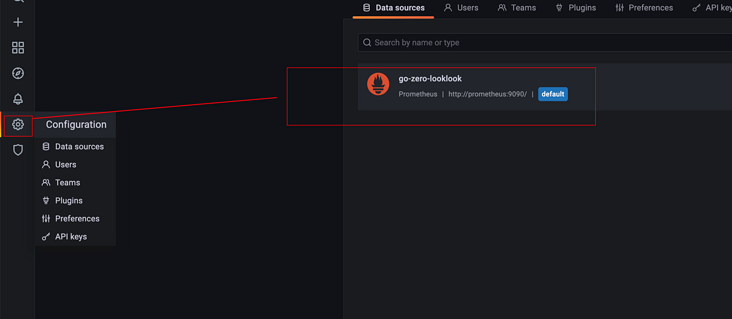 Data sources Users Teams Plugins Preferences API key
Search by name or type
go-zero-looklook
Prometheus | http://prometheus:9090/ | default
Configuration
Data sources
Users
Teams
Plugins
Preferences
API keys